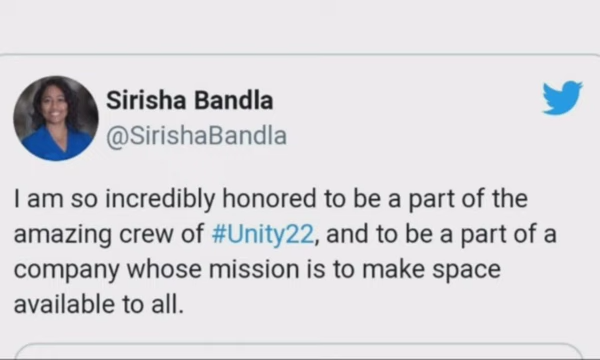 Sirisha Bandla
@SirishaBandla
I am so incredibly honored to be a part of the
amazing crew of #Unity22, and to be a part of a
company whose mission is to make space
available to all.